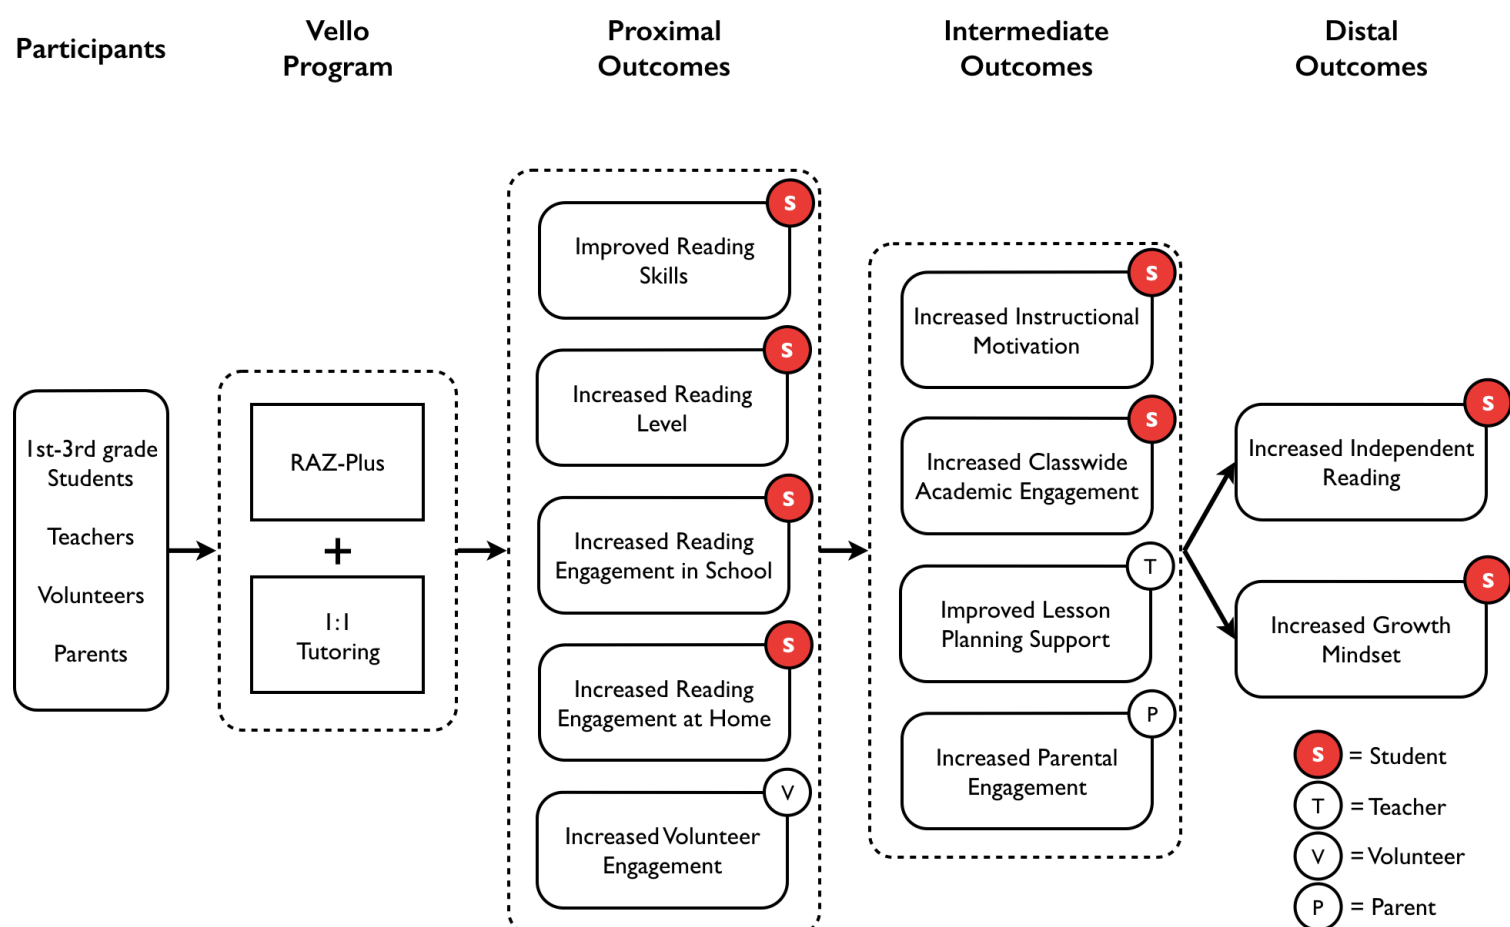 Participants
Vello
Program
Proximal
Outcomes
Intermediate
Outcomes
Distal
Outcomes
1st-3rd grade
Students
Teachers
Volunteers
Parents
RAZ-Plus
+
1:1
Tutoring
S
Improved Reading
Skills
S
Increased Reading
Level
S
Increased Reading
Engagement in School
S
Increased Reading
Engagement at Home
V
Increased Volunteer
Engagement
S
Increased Instructional
Motivation
S
Increased Classwide
Academic Engagement
T
Improved Lesson
Planning Support
P
Increased Parental
Engagement
S
Increased Independent
Reading
S
Increased Growth
Mindset
S = Student
T = Teacher
V = Volunteer
P = Parent